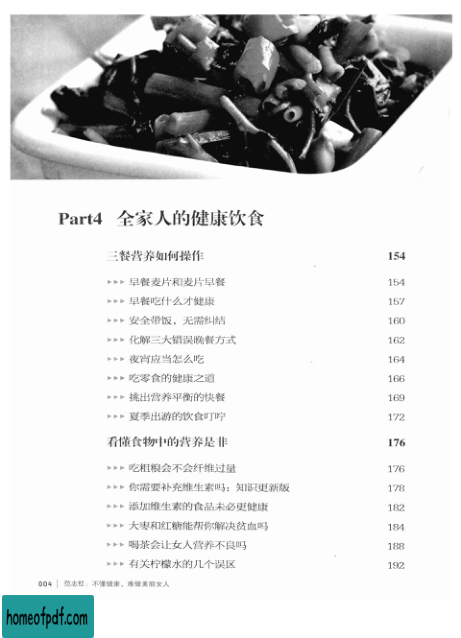 Part4 全家人的健康饮食
三餐营养如何操作 154
▸▸▸ 早餐麦片和麦片早餐 154
▸▸▸ 早餐吃什么才健康 157
▸▸▸ 安全带饭，无需纠结 160
▸▸▸ 化解三大错误晚餐方式 162
▸▸▸ 夜宵应当怎么吃 164
▸▸▸ 吃零食的健康之道 166
▸▸▸ 挑出营养平衡的快餐 169
▸▸▸ 夏季出游的饮食叮咛 172
看懂食物中的营养是非 176
▸▸▸ 吃粗粮会不会纤维过量 176
▸▸▸ 你需要补充维生素吗：知识更新版 178
▸▸▸ 添加维生素的食品未必更健康 182
▸▸▸ 大枣和红糖能帮你解决贫血吗 184
▸▸▸ 喝茶会让女人营养不良吗 188
▸▸▸ 有关柠檬水的几个误区 192
004 | 范志红：不懂健康，难做美丽女人
homeofpdf.com